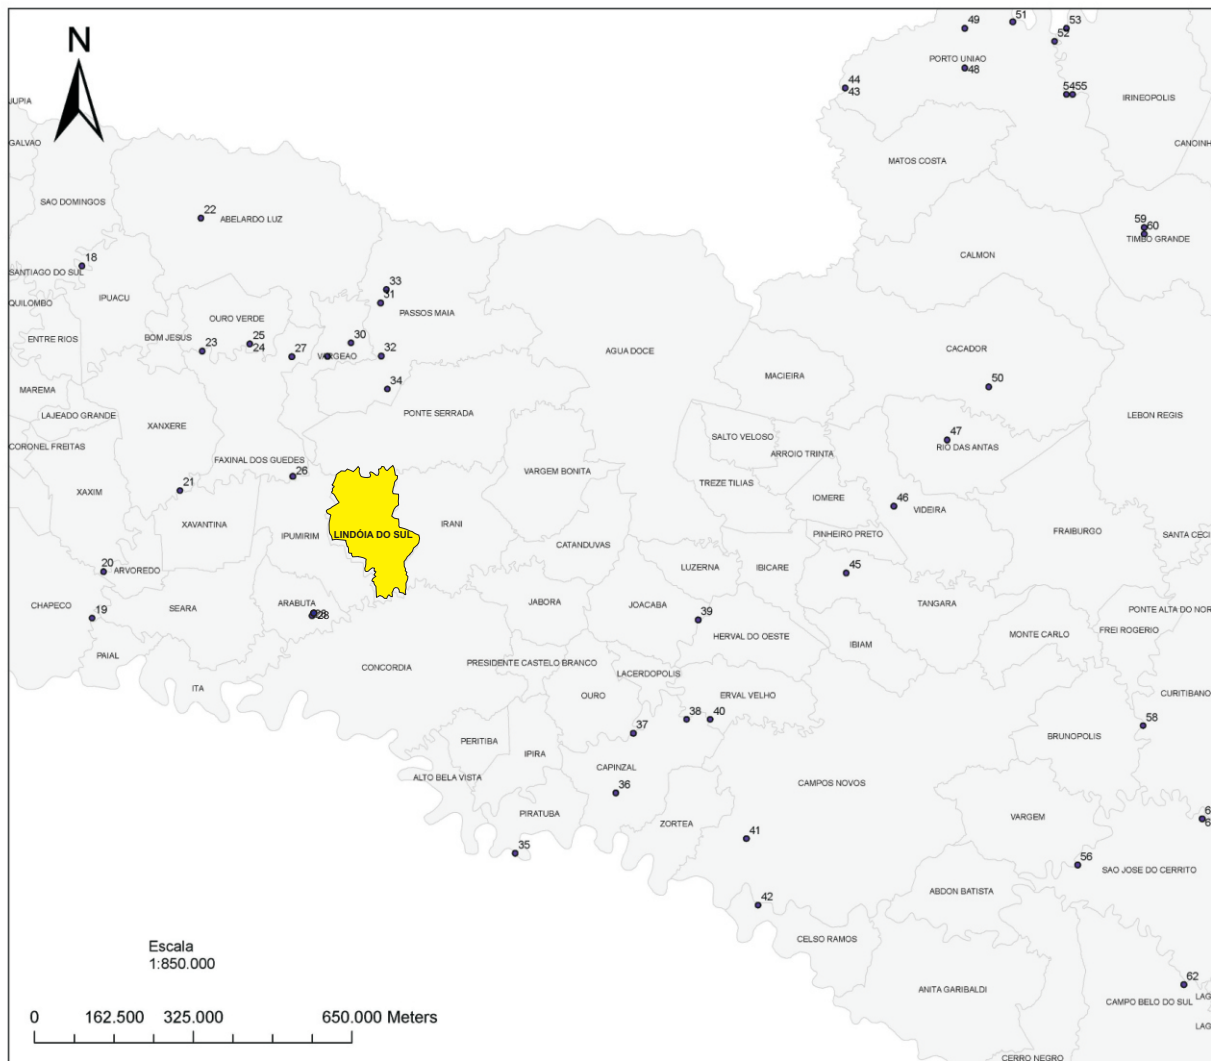 N
49
51
53
52
PORTO UNIAO
48
44
43
5455
IRINEOPOLIS
JUPIA
GALVAO
CANOINH
MATOS COSTA
SAO DOMINGOS
22
ABELARDO LUZ
59
60
TIMBO GRANDE
CALMON
18
SANTIAGO DO SUL
IPUACU
33
31
PASSOS MAIA
QUILOMBO
OURO VERDE
ENTRE RIOS
BOM JESUS
23
25
24
27
VARGEAO
30
32
AGUA DOCE
CACADOR
MACIEIRA
50
34
MAREMA
LAJEADO GRANDE
PONTE SERRADA
LEBON REGIS
XANXERE
SALTO VELOSO
47
RIO DAS ANTAS
CORONEL FREITAS
ARROIO TRINTA
FAXINAL DOS GUEDES
26
VARGEM BONITA
TREZE TILIAS
21
XAXIM
IOMERE
46
VIDEIRA
XAVANTINA
IPUMIRIM
LINDÓIA DO SUL
IRANI
PINHEIRO PRETO
FRAIBURGO
SANTA CECI
CATANDUVAS
20
ARVOREDO
LUZERNA
IBICARE
45
CHAPECO
19
SEARA
ARABUTA
28
JABORA
JOACABA
39
TANGARA
PONTE ALTA DO NOR
HERVAL DO OESTE
IBIAM
MONTE CARLO
FREI ROGERIO
PAIAL
CONCORDIA
PRESIDENTE CASTELO BRANCO
LACERDOPOLIS
ITA
OURO
ERVAL VELHO
CURITIBANO
38
40
37
58
BRUNOPOLIS
PERITIBA
IPIRA
CAPINZAL
ALTO BELA VISTA
36
CAMPOS NOVOS
PIRATUBA
ZORTEA
VARGEM
6
6
41
35
56
SAO JOSE DO CERRITO
ABDON BATISTA
42
CELSO RAMOS
Escala
1:850.000
62
ANITA GARIBALDI
CAMPO BELO DO SUL
LAG
LAG
0 162.500 325.000 650.000 Meters
CERRO NEGRO